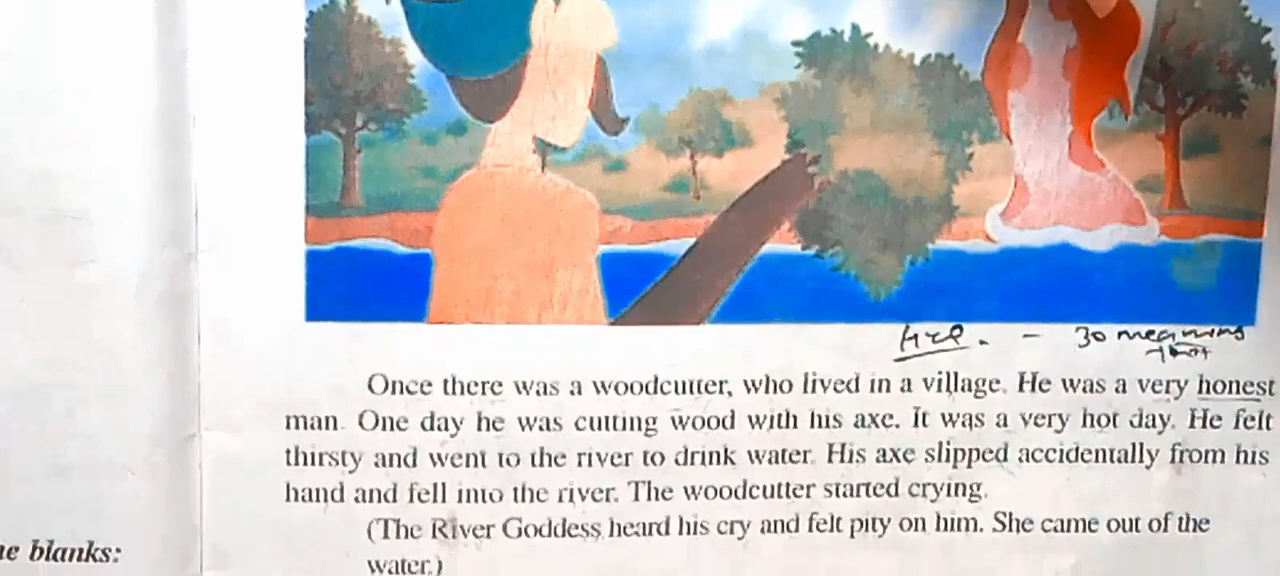 30 meanings
Once there was a woodcutter, who lived in a village. He was a very honest
man. One day he was cutting wood with his axe. It was a very hot day. He felt
thirsty and went to the river to drink water. His axe slipped accidentally from his
hand and fell into the river. The woodcutter started crying.
(The River Goddess heard his cry and felt pity on him. She came out of the
water.)
e blanks: